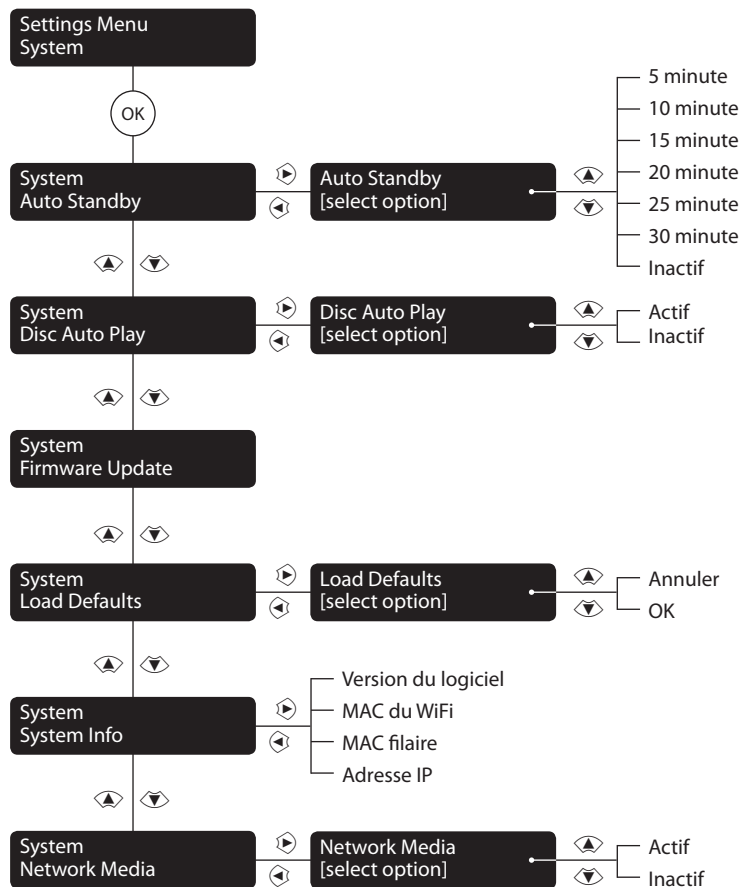 Settings Menu
System
OK
System
Auto Standby
Auto Standby
[select option]
5 minute
10 minute
15 minute
20 minute
25 minute
30 minute
Inactif
System
Disc Auto Play
Disc Auto Play
[select option]
Actif
Inactif
System
Firmware Update
System
Load Defaults
Load Defaults
[select option]
Annuler
OK
System
System Info
Version du logiciel
MAC du WiFi
MAC filaire
Adresse IP
System
Network Media
Network Media
[select option]
Actif
Inactif